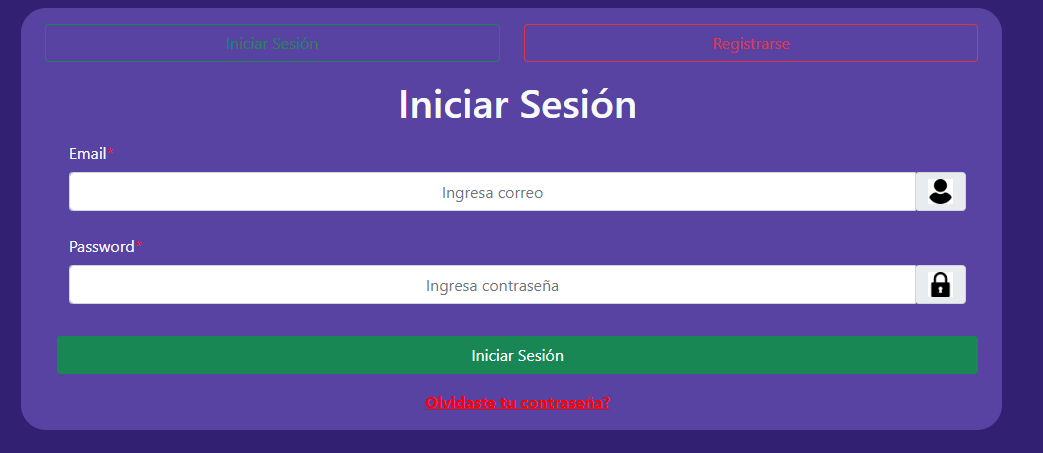 Iniciar Sesión Registrarse
Iniciar Sesión
Email*
Ingresa correo
Password*
Ingresa contraseña
Iniciar Sesión
Olvidaste tu contraseña?